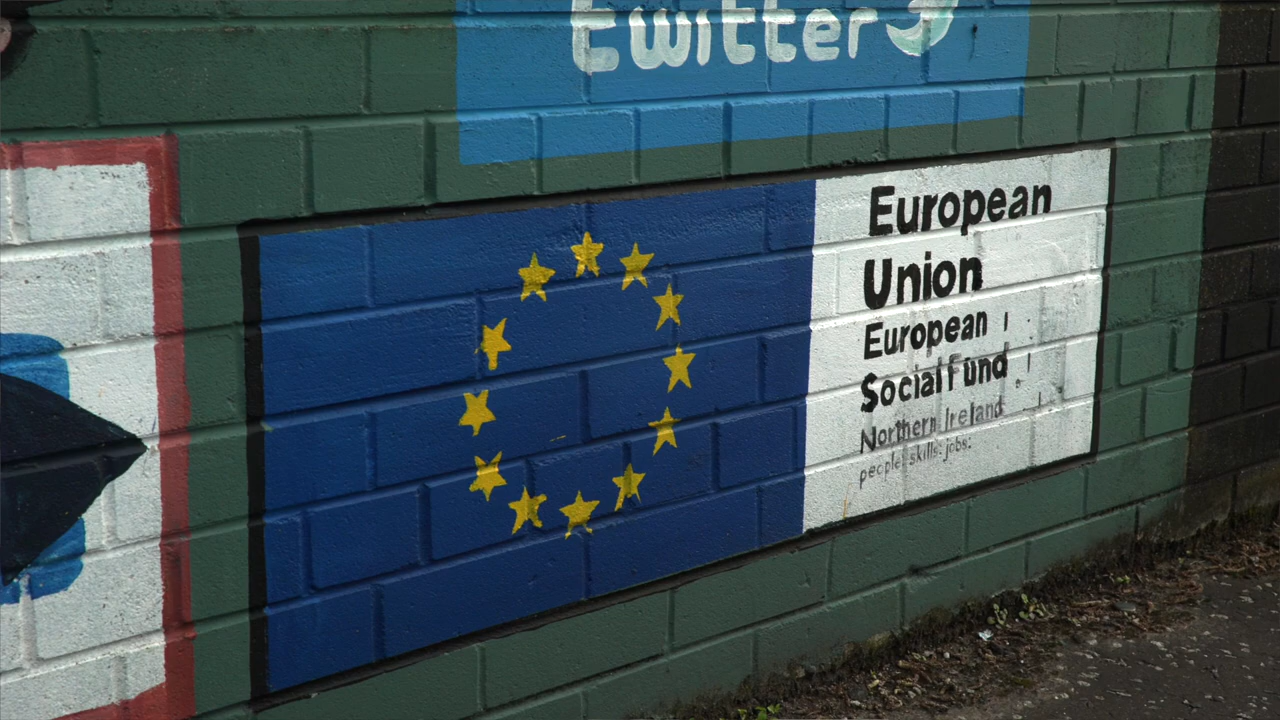 twitter
European
Union
European
Social Fund
Northern Ireland
people: skills: jobs: